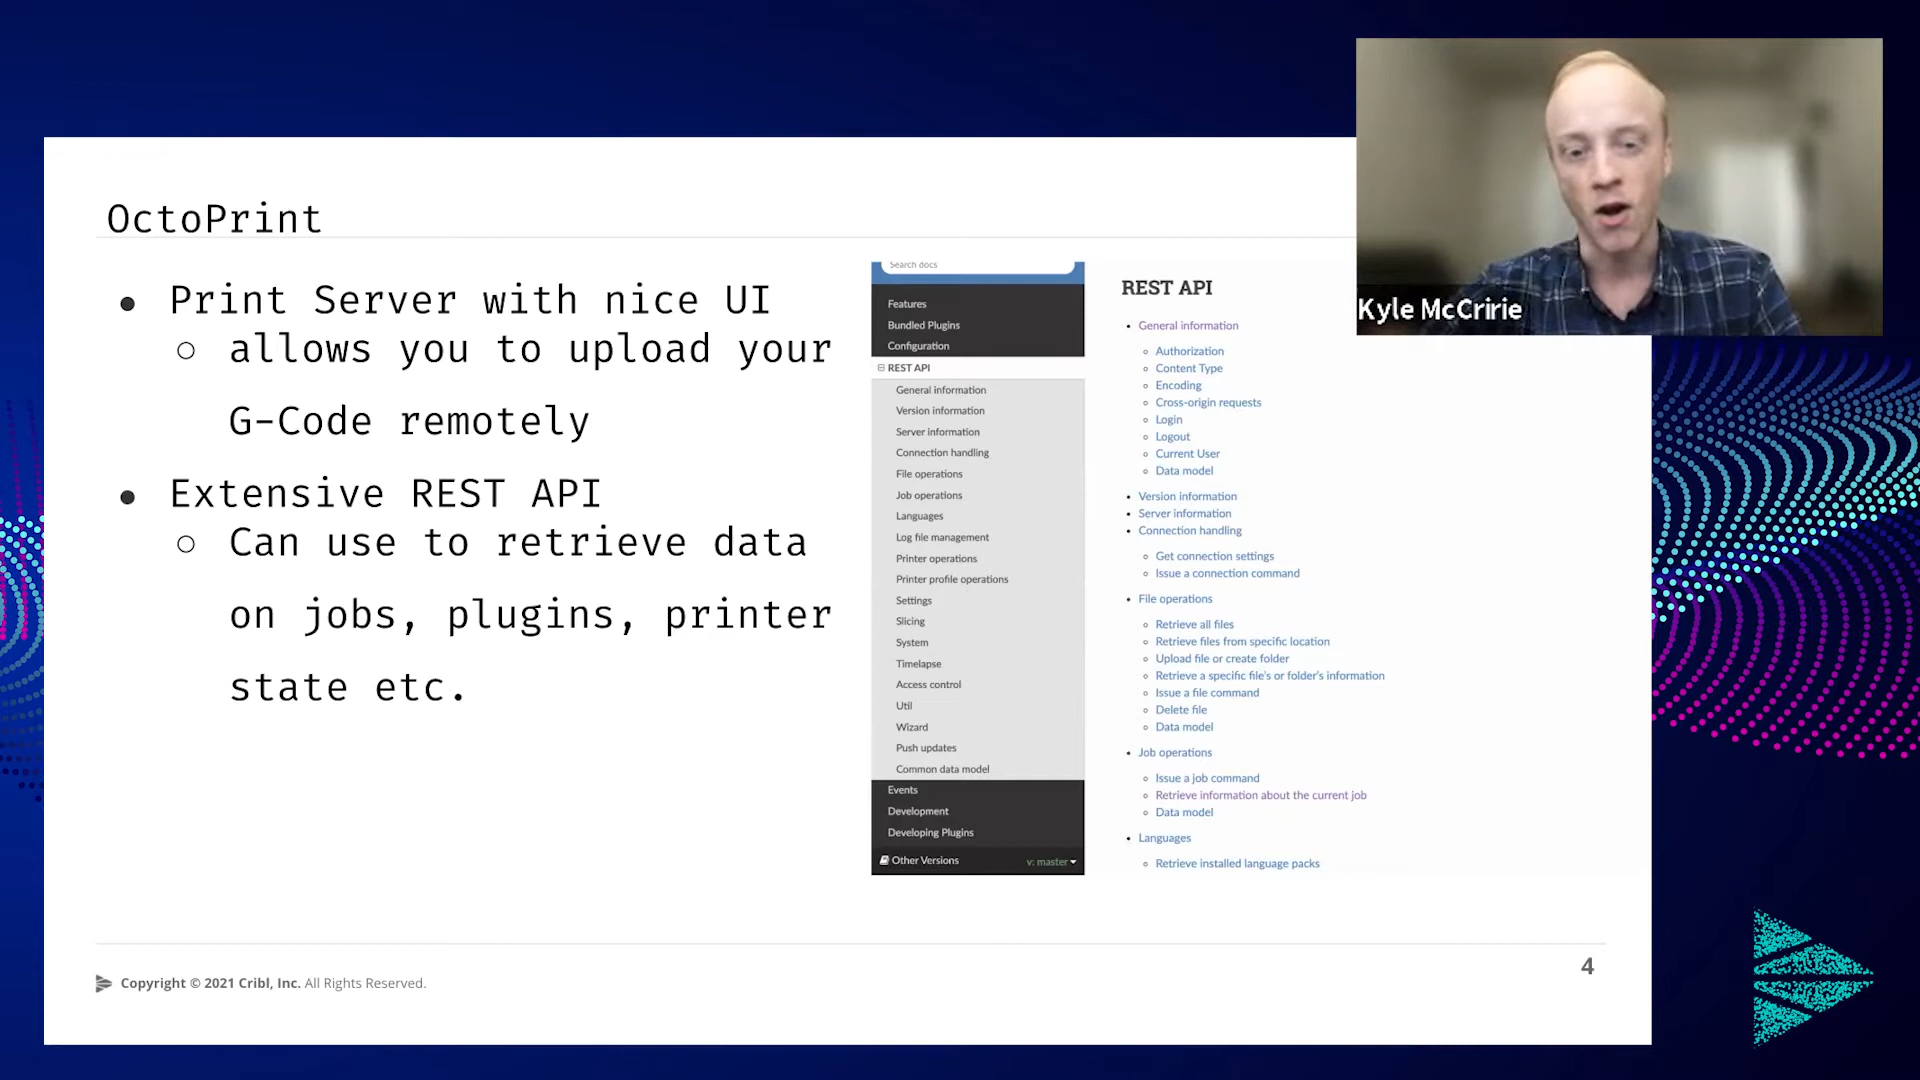 OctoPrint
Print Server with nice UI
allows you to upload your
G-Code remotely
Extensive REST API
Can use to retrieve data
on jobs, plugins, printer
state etc.
Search docs
Features
Bundled Plugins
Configuration
REST API
General information
Version information
Server information
Connection handling
File operations
Job operations
Languages
Log file management
Printer operations
Printer profile operations
Settings
Slicing
System
Timelapse
Access control
Util
Wizard
Push updates
Common data model
Events
Development
Developing Plugins
Other Versions v: master
REST API
General information
Authorization
Content Type
Encoding
Cross-origin requests
Login
Logout
Current User
Data model
Version information
Server information
Connection handling
Get connection settings
Issue a connection command
File operations
Retrieve all files
Retrieve files from specific location
Upload file or create folder
Retrieve a specific file's or folder's information
Issue a file command
Delete file
Data model
Job operations
Issue a job command
Retrieve information about the current job
Data model
Languages
Retrieve installed language packs
Kyle McCririe
Copyright © 2021 Cribl, Inc. All Rights Reserved.
4